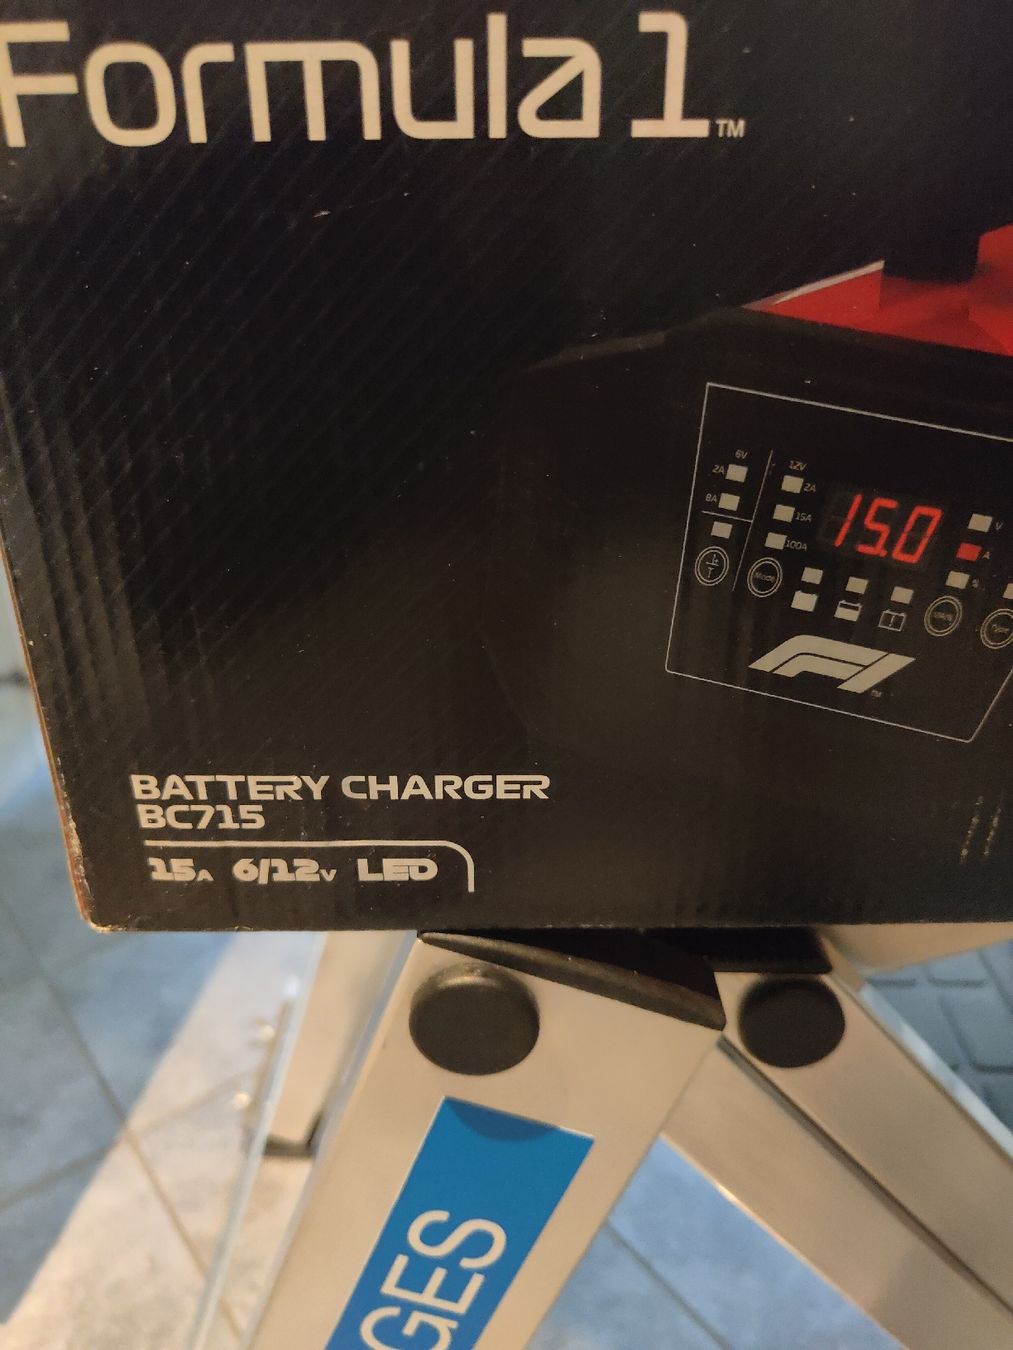 Formula 1™
6V
12V
2A
2A
8A
15A
100A
15.0
V
A
%
Mode
Type
F1™
BATTERY CHARGER
BC715
15A 6/12V LED
GES